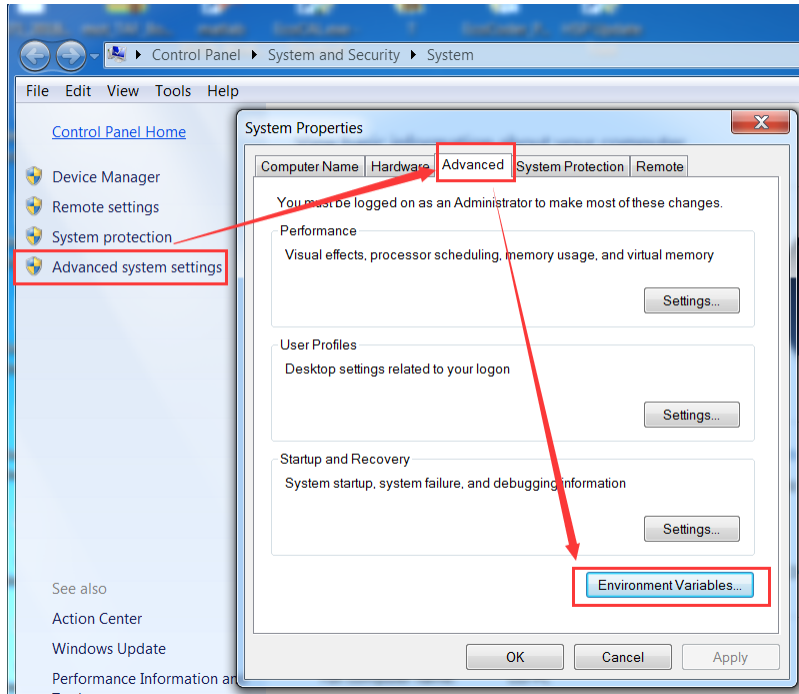 Control Panel System and Security System
File Edit View Tools Help
Control Panel Home
Device Manager
Remote settings
System protection
Advanced system settings
See also
Action Center
Windows Update
Performance Information
System Properties
Computer Name Hardware Advanced System Protection Remote
You must be logged on as an Administrator to make most of these changes.
Performance
Visual effects, processor scheduling, memory usage, and virtual memory
Settings...
User Profiles
Desktop settings related to your logon
Settings...
Startup and Recovery
System startup, system failure, and debugging information
Settings...
Environment Variables...
OK Cancel Apply